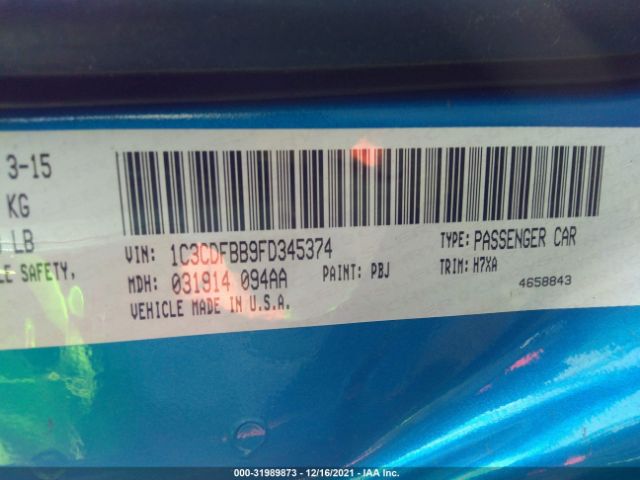 3-15
KG
LB
LE SAFETY,
VIN: 1C3CDFBB9FD345374
TYPE: PASSENGER CAR
MDH: 031914 094AA
PAINT: PBJ
TRIM: H7XA
VEHICLE MADE IN U.S.A.
4658843
000-31989873 - 12/16/2021 - IAA Inc.